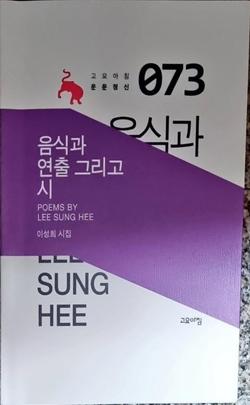 고요아침
운문정신
073
음식과
음식과
연출 그리고
시
POEMS BY
LEE SUNG HEE
이성희 시집
LEE
SUNG
HEE
고요아침